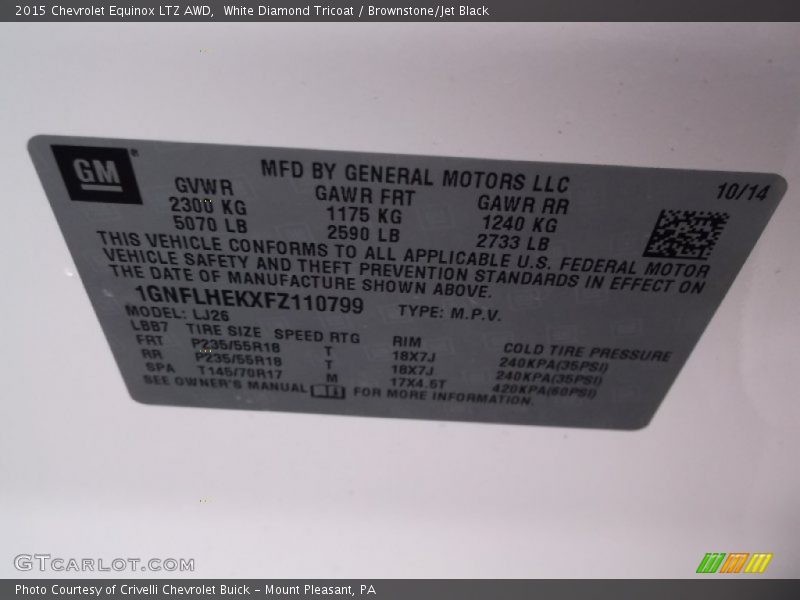 2015 Chevrolet Equinox LTZ AWD,  White Diamond Tricoat / Brownstone/Jet Black
GM®
MFD BY GENERAL MOTORS LLC
10/14
GVWR GAWR FRT GAWR RR
2300 KG 1175 KG 1240 KG
5070 LB 2590 LB 2733 LB
THIS VEHICLE CONFORMS TO ALL APPLICABLE U.S. FEDERAL MOTOR
VEHICLE SAFETY AND THEFT PREVENTION STANDARDS IN EFFECT ON
THE DATE OF MANUFACTURE SHOWN ABOVE.
1GNFLHEKXFZ110799 TYPE: M.P.V.
MODEL: LJ26
LBB7 TIRE SIZE SPEED RTG RIM COLD TIRE PRESSURE
FRT P235/55R18 T 18X7J 240KPA(35PSI)
RR P235/55R18 T 18X7J 240KPA(35PSI)
SPA T145/70R17 M 17X4.5T 420KPA(60PSI)
SEE OWNER'S MANUAL FOR MORE INFORMATION.
GTCARLOT.COM
Photo Courtesy of Crivelli Chevrolet Buick - Mount Pleasant, PA